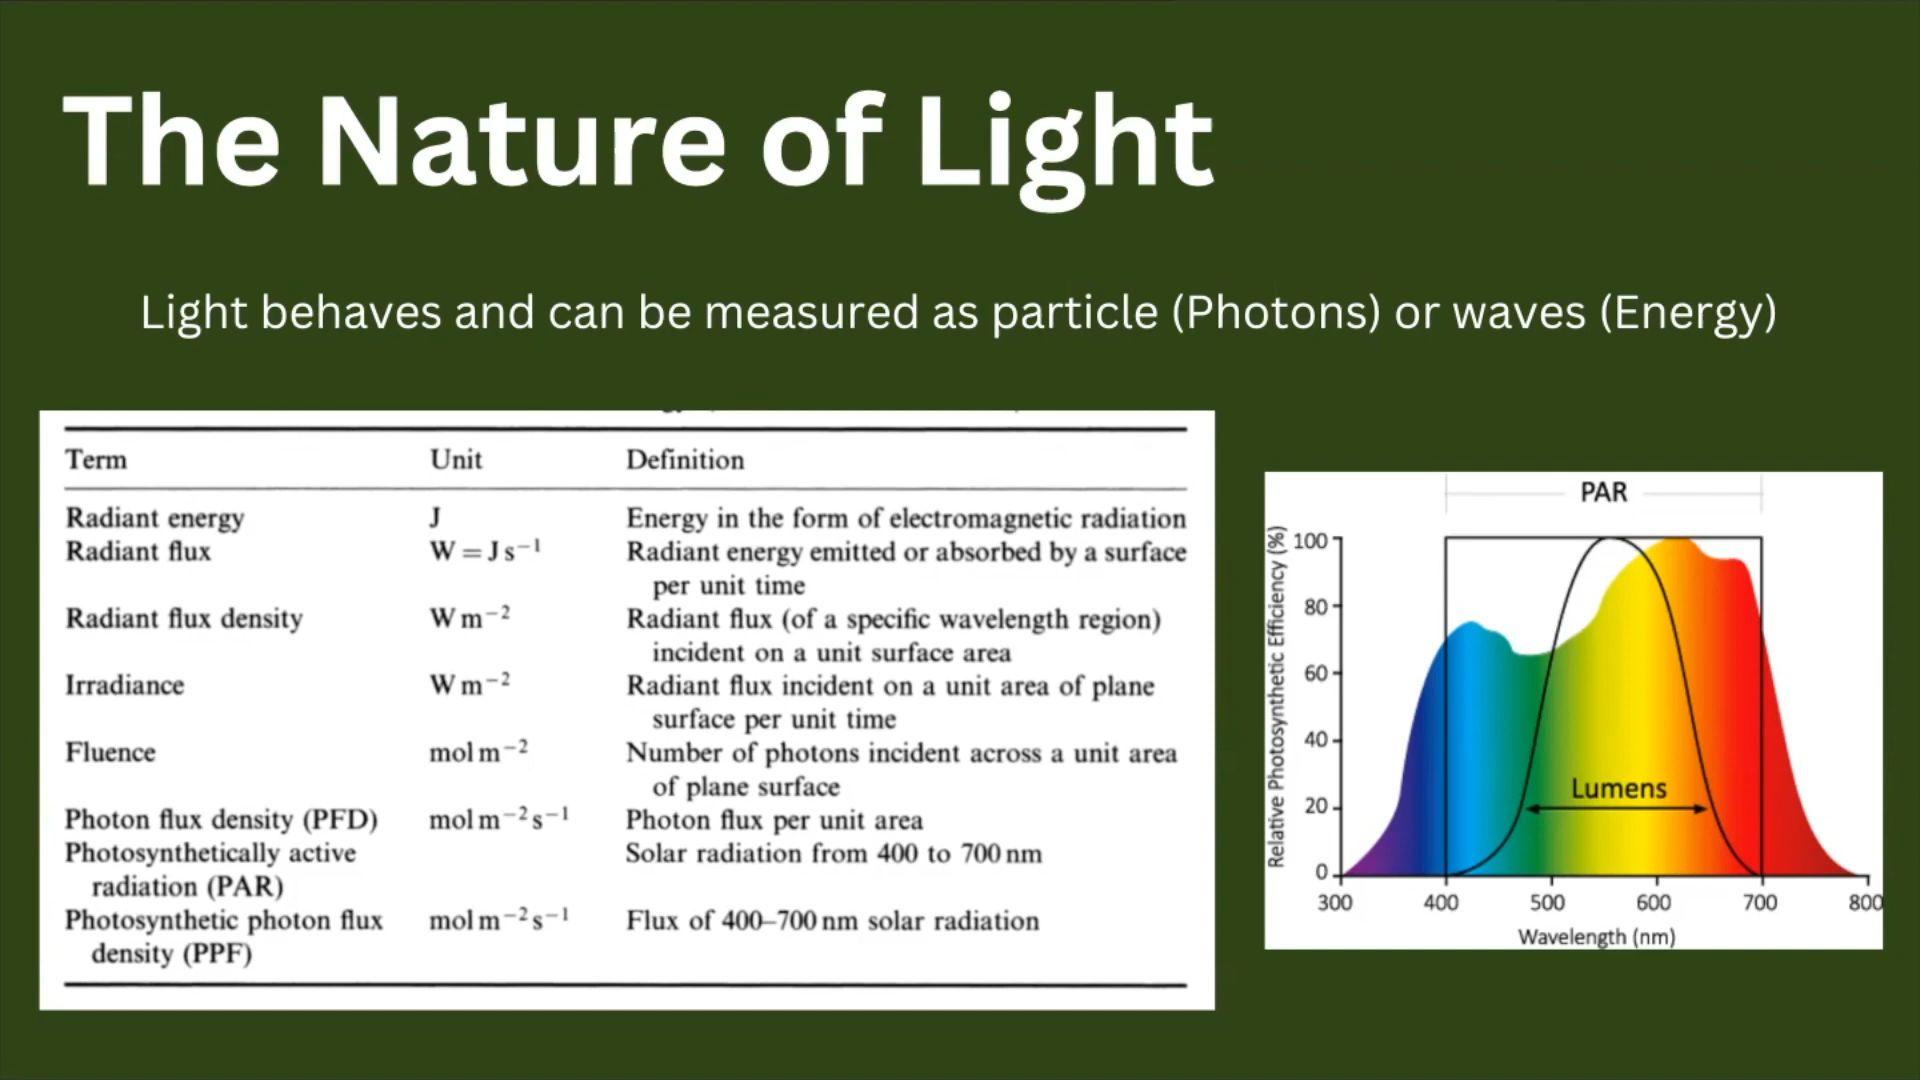 The Nature of Light
Light behaves and can be measured as particle (Photons) or waves (Energy)
Term Unit Definition
Radiant energy J Energy in the form of electromagnetic radiation
Radiant flux W = J s⁻¹ Radiant energy emitted or absorbed by a surface
per unit time
Radiant flux density W m⁻² Radiant flux (of a specific wavelength region)
incident on a unit surface area
Irradiance W m⁻² Radiant flux incident on a unit area of plane
surface per unit time
Fluence mol m⁻² Number of photons incident across a unit area
of plane surface
Photon flux density (PFD) mol m⁻² s⁻¹ Photon flux per unit area
Photosynthetically active Solar radiation from 400 to 700 nm
radiation (PAR)
Photosynthetic photon flux mol m⁻² s⁻¹ Flux of 400–700 nm solar radiation
density (PPF)
PAR
Relative Photosynthetic Efficiency (%)
100
80
60
40
20
0
Lumens
300 400 500 600 700 800
Wavelength (nm)